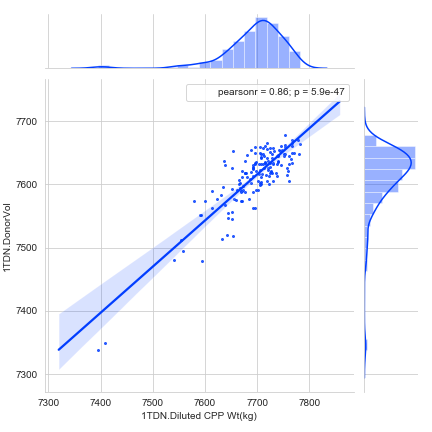 pearsonr = 0.86; p = 5.9e-47
7700
7600
7500
7400
7300
1TDN.DonorVol
7300 7400 7500 7600 7700 7800
1TDN.Diluted CPP Wt(kg)